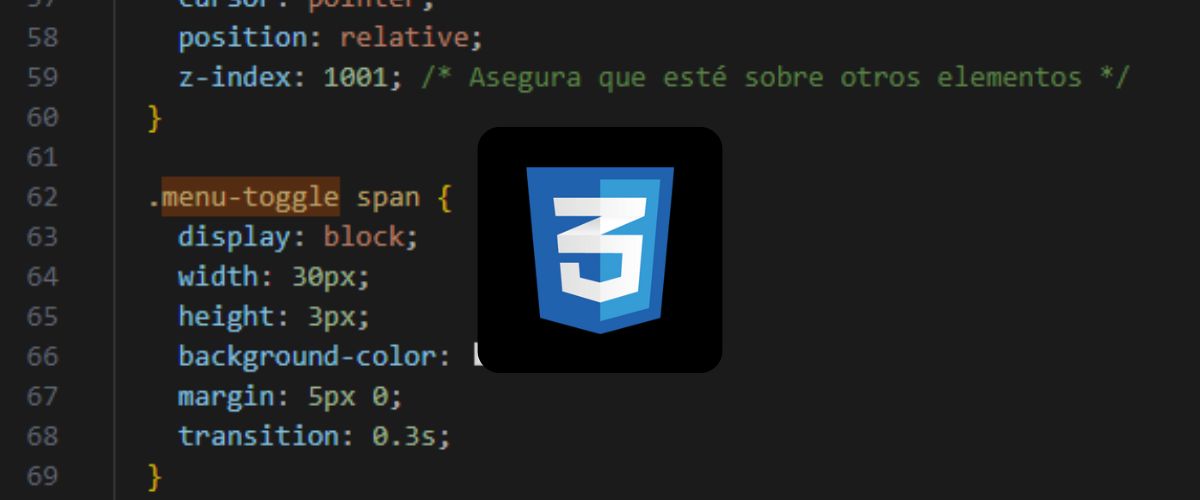 57 cursor: pointer;
58 position: relative;
59 z-index: 1001; /* Asegura que esté sobre otros elementos */
60 }
61
62 .menu-toggle span {
63 display: block;
64 width: 30px;
65 height: 3px;
66 background-color:
67 margin: 5px 0;
68 transition: 0.3s;
69 }
3